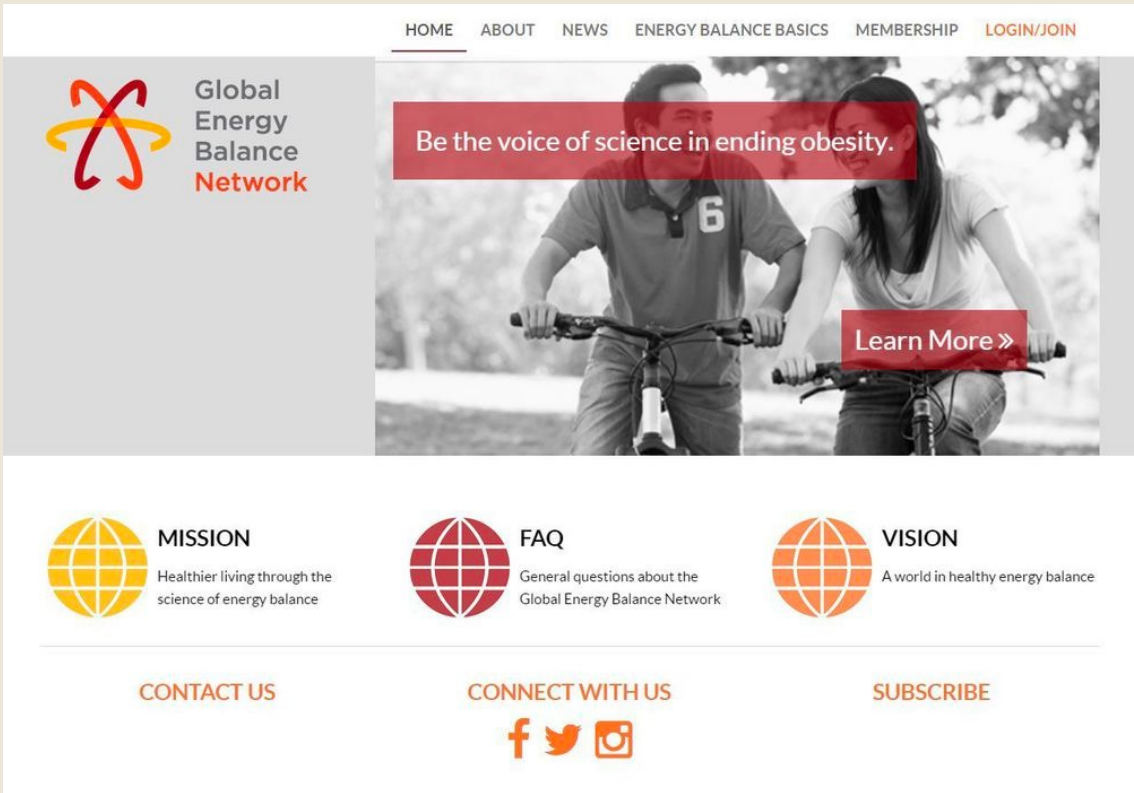 HOME ABOUT NEWS ENERGY BALANCE BASICS MEMBERSHIP LOGIN/JOIN
Global
Energy
Balance
Network
Be the voice of science in ending obesity.
6
Learn More »
MISSION
Healthier living through the
science of energy balance
FAQ
General questions about the
Global Energy Balance Network
VISION
A world in healthy energy balance
CONTACT US
CONNECT WITH US
SUBSCRIBE